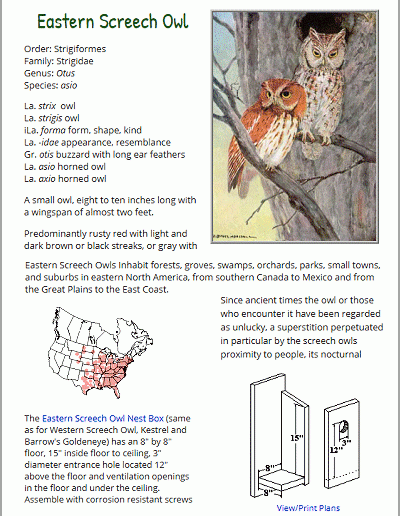 Eastern Screech Owl
Order: Strigiformes
Family: Strigidae
Genus: Otus
Species: asio
La. strix owl
La. strigis owl
iLa. forma form, shape, kind
La. -idae appearance, resemblance
Gr. otis buzzard with long ear feathers
La. asio horned owl
La. axio horned owl
A small owl, eight to ten inches long with
a wingspan of almost two feet.
Predominantly rusty red with light and
dark brown or black streaks, or gray with
Eastern Screech Owls Inhabit forests, groves, swamps, orchards, parks, small towns,
and suburbs in eastern North America, from southern Canada to Mexico and from
the Great Plains to the East Coast.
Since ancient times the owl or those
who encounter it have been regarded
as unlucky, a superstition perpetuated
in particular by the screech owls
proximity to people, its nocturnal
The Eastern Screech Owl Nest Box (same
as for Western Screech Owl, Kestrel and
Barrow's Goldeneye) has an 8" by 8"
floor, 15" inside floor to ceiling, 3"
diameter entrance hole located 12"
above the floor and ventilation openings
in the floor and under the ceiling.
Assemble with corrosion resistant screws
15"
8"
8"
3"
12"
View/Print Plans